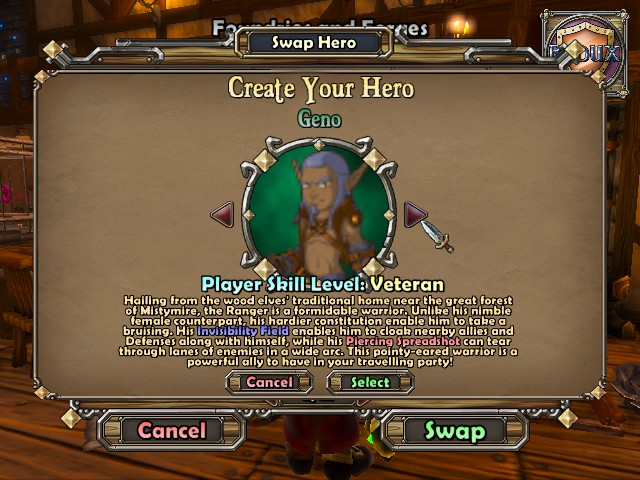 Foundries and Forges
Swap Hero
Create Your Hero
Geno
Player Skill Level: Veteran
Hailing from the wood elves' traditional home near the great forest
of Mistymire, the Ranger is a formidable warrior. Unlike his nimble
female counterpart, his hardier constitution enable him to take a
bruising. His Invisibility Field enables him to cloak nearby allies and
Defenses along with himself, while his Piercing Spreadshot can tear
through lanes of enemies in a wide arc. This pointy-eared warrior is a
powerful ally to have in your travelling party!
Cancel Select
Cancel Swap